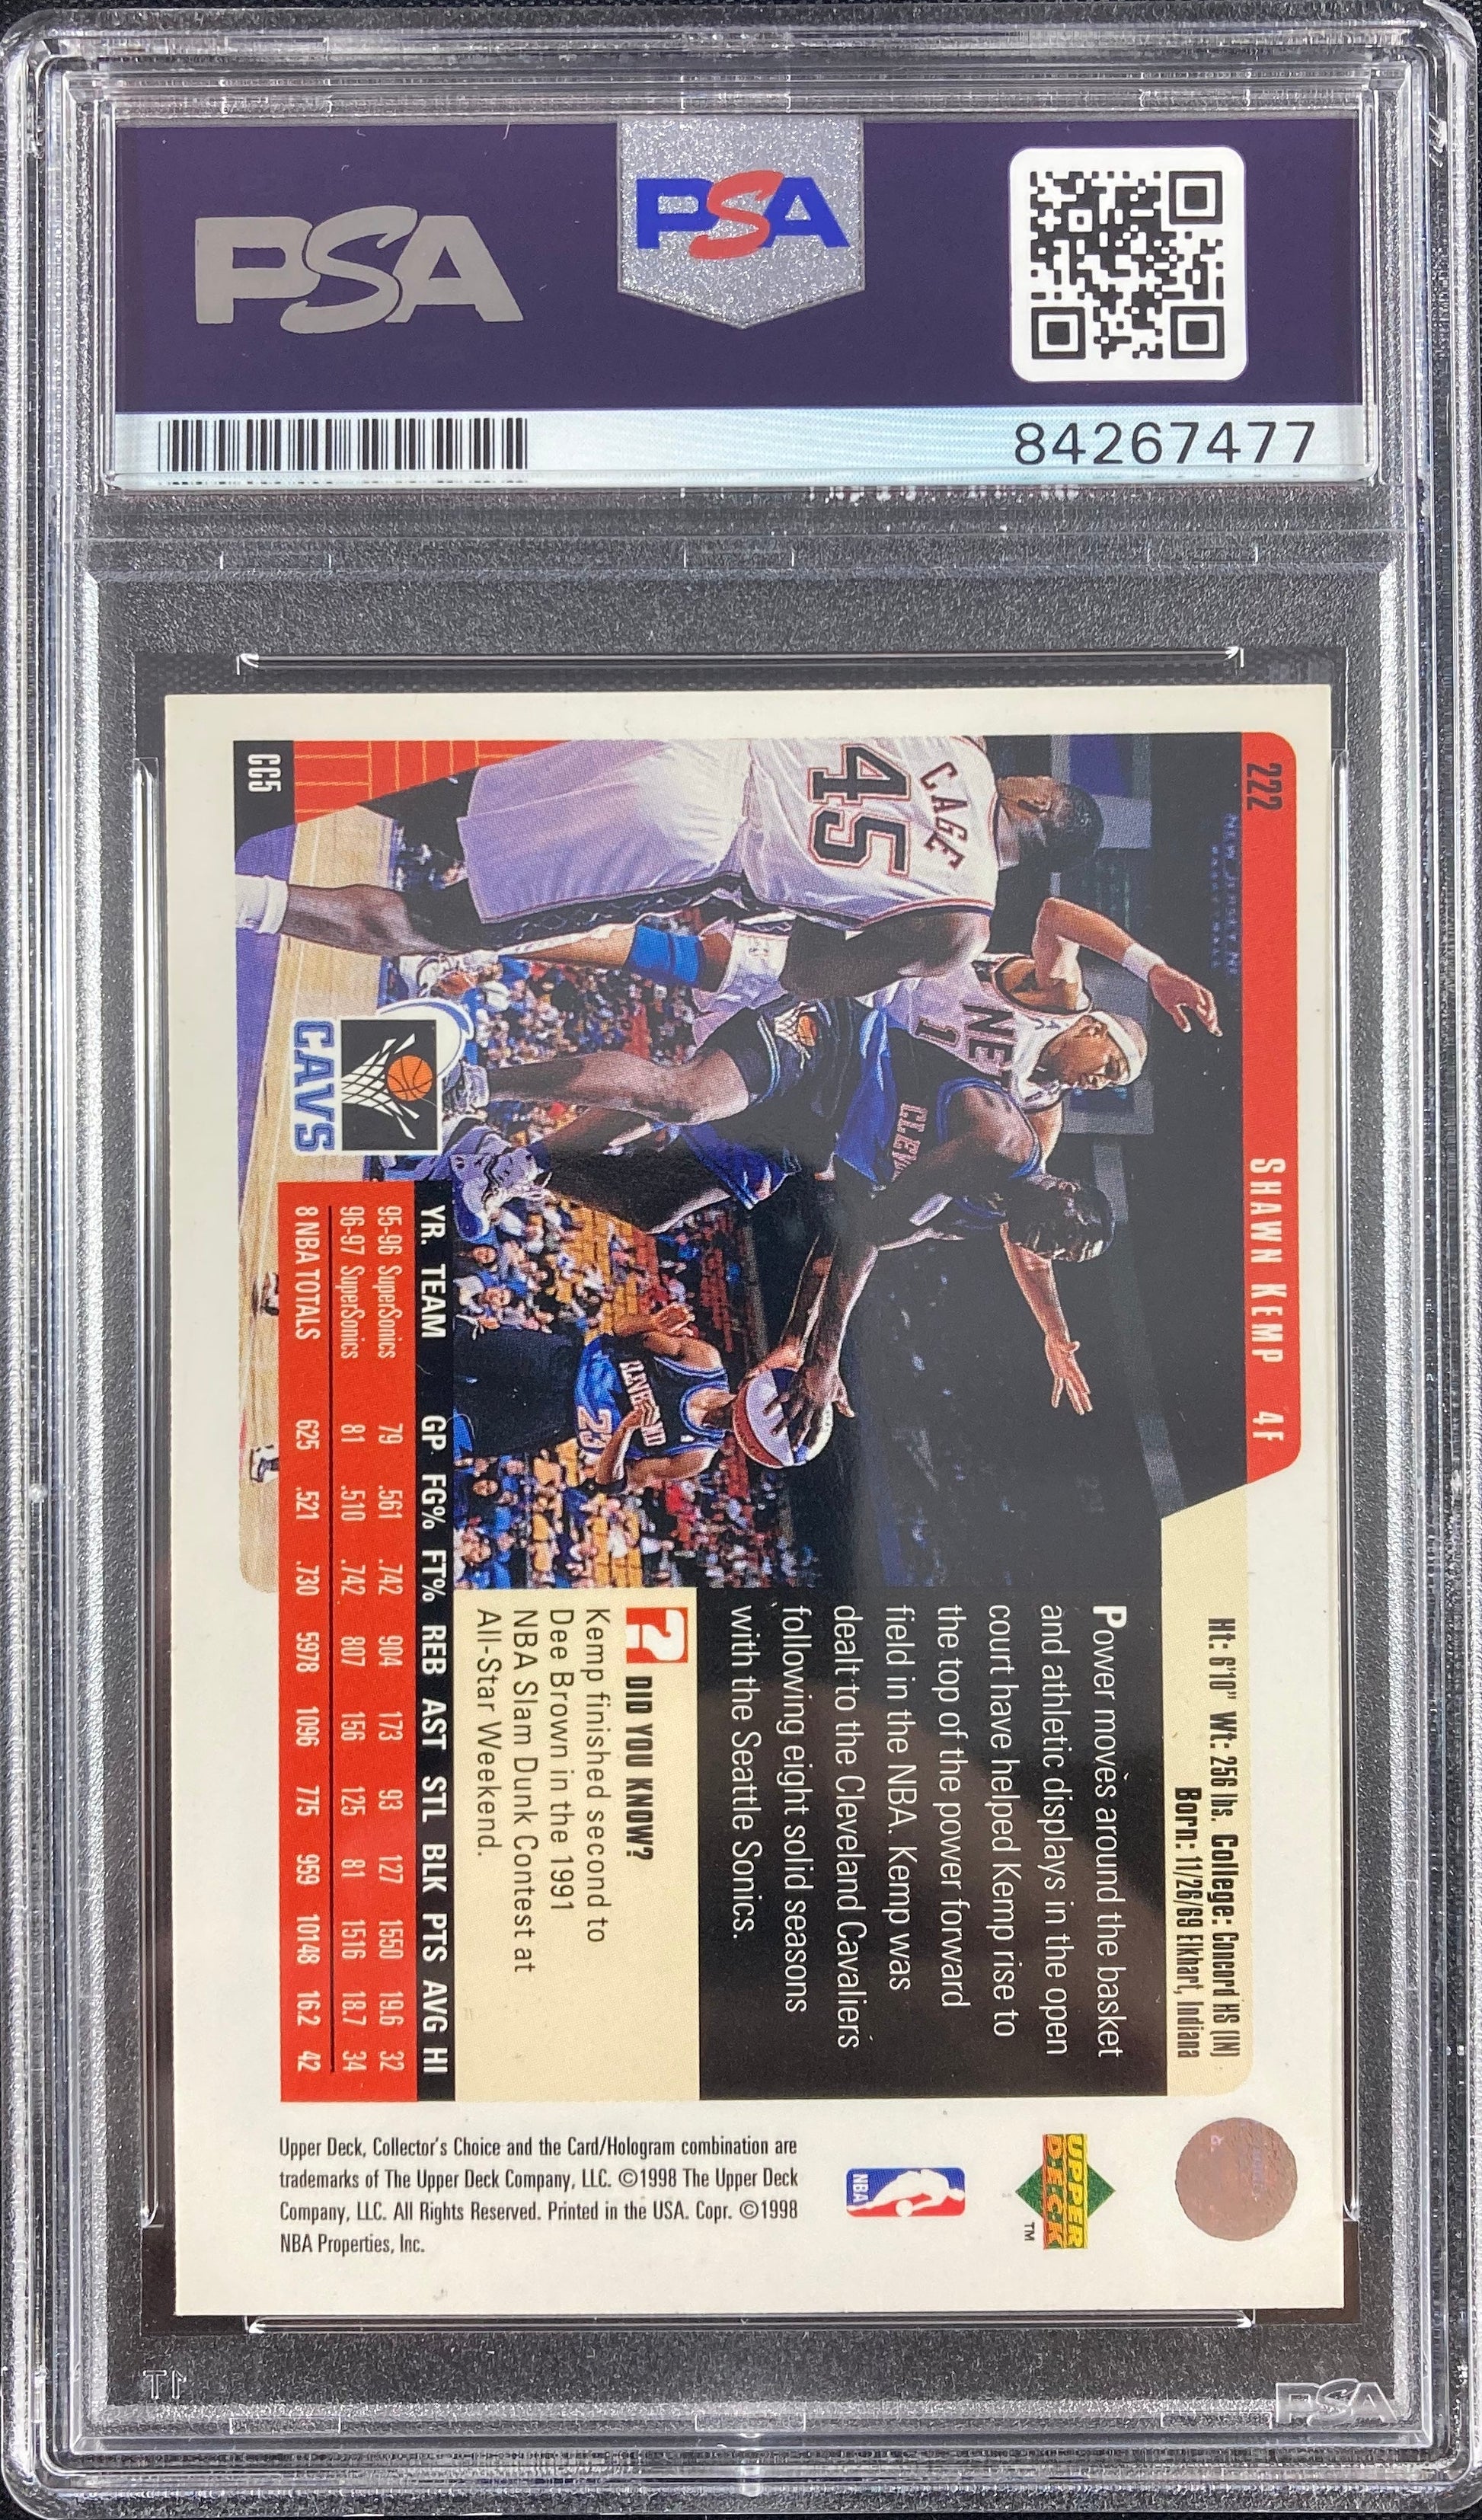 PSA
PSA
84267477
222
SHAWN KEMP 4F
Ht: 6'10" Wt: 256 lbs. College: Concord HS (IN)
Born: 11/26/69 Elkhart, Indiana
Power moves around the basket
and athletic displays in the open
court have helped Kemp rise to
the top of the power forward
field in the NBA. Kemp was
dealt to the Cleveland Cavaliers
following eight solid seasons
with the Seattle Sonics.
? DID YOU KNOW?
Kemp finished second to
Dee Brown in the 1991
NBA Slam Dunk Contest at
All-Star Weekend.
CAGE
45
NE
1
CLEV
23
CAVS
CC5
YR. TEAM GP FG% FT% REB AST STL BLK PTS AVG HI
95-96 SuperSonics 79 .561 .742 904 173 93 127 1550 19.6 32
96-97 SuperSonics 81 .510 .742 807 156 125 81 1516 18.7 34
8 NBA TOTALS 625 .521 .730 5978 1096 775 959 10148 16.2 42
UPPER
DECK
TM
NBA
Upper Deck, Collector's Choice and the Card/Hologram combination are
trademarks of The Upper Deck Company, LLC. ©1998 The Upper Deck
Company, LLC. All Rights Reserved. Printed in the USA. Copr. ©1998
NBA Properties, Inc.
PSA